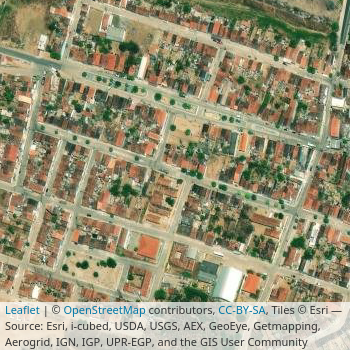 Leaflet | © OpenStreetMap contributors, CC-BY-SA, Tiles © Esri —
Source: Esri, i-cubed, USDA, USGS, AEX, GeoEye, Getmapping,
Aerogrid, IGN, IGP, UPR-EGP, and the GIS User Community